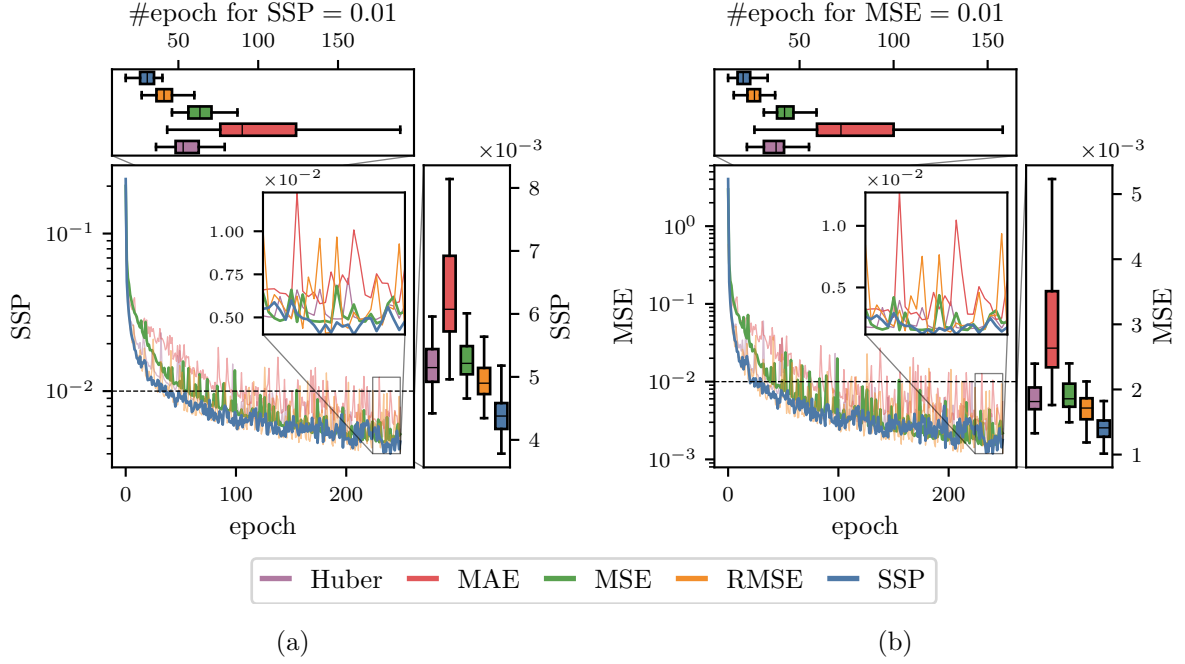 #epoch for SSP = 0.01
50 100 150
×10⁻³
8
7
6
5
4
SSP
×10⁻²
1.00
0.75
0.50
10⁻¹
10⁻²
SSP
0 100 200
epoch
#epoch for MSE = 0.01
50 100 150
×10⁻³
5
4
3
2
1
MSE
×10⁻²
1.0
0.5
10⁰
10⁻¹
10⁻²
10⁻³
MSE
0 100 200
epoch
Huber MAE MSE RMSE SSP
(a) (b)